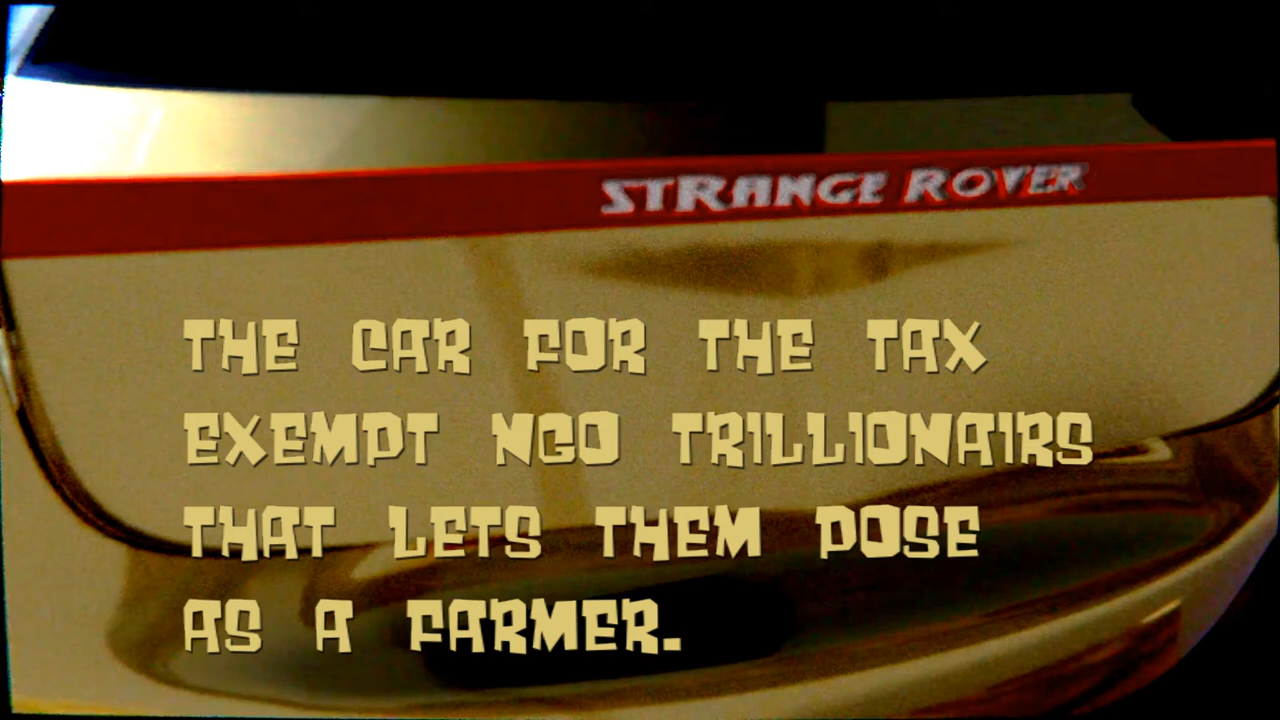 STRANGE ROVER
THE CAR FOR THE TAX
EXEMPT NGO TRILLIONAIRS
THAT LETS THEM POSE
AS A FARMER.